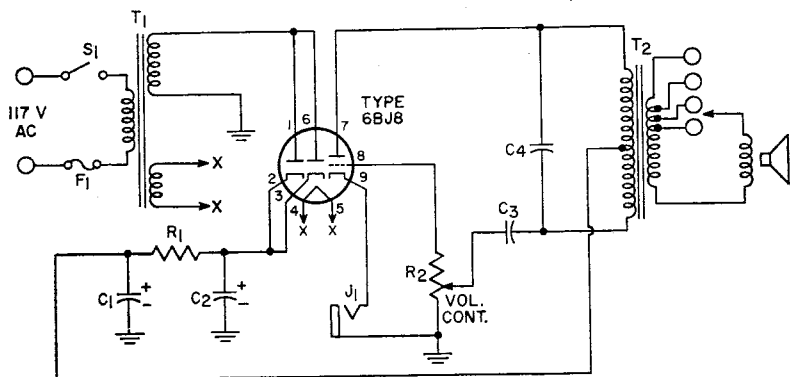 T1
S1
117 V
AC
F1
X
X
TYPE
6BJ8
1
6
7
2
3
4
5
8
9
X
X
T2
C4
C3
R1
C1
+
-
C2
+
-
J1
R2
VOL.
CONT.